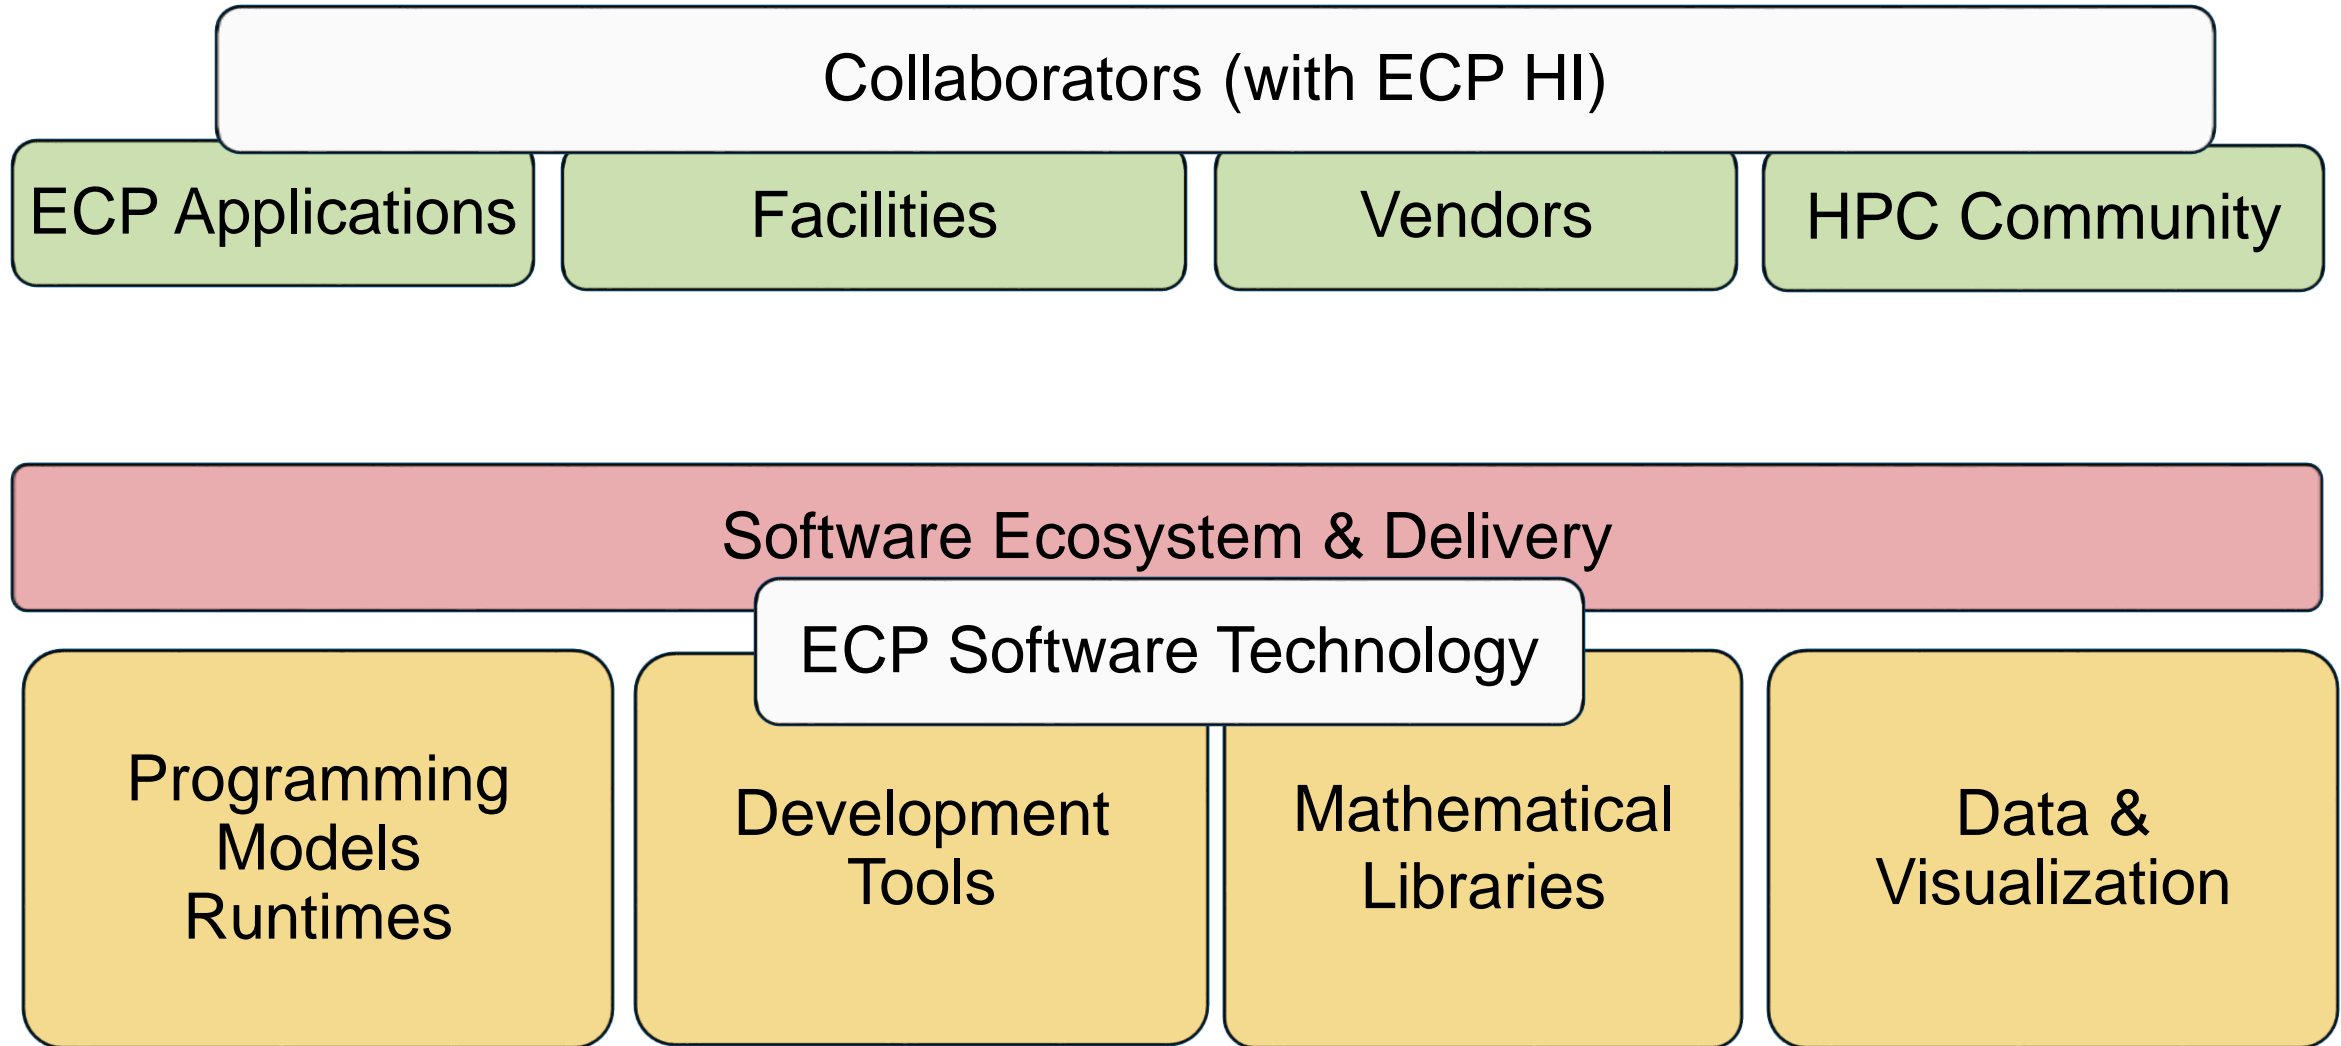 Collaborators (with ECP HI)
ECP Applications
Facilities
Vendors
HPC Community
Software Ecosystem & Delivery
ECP Software Technology
Programming
Models
Runtimes
Development
Tools
Mathematical
Libraries
Data &
Visualization